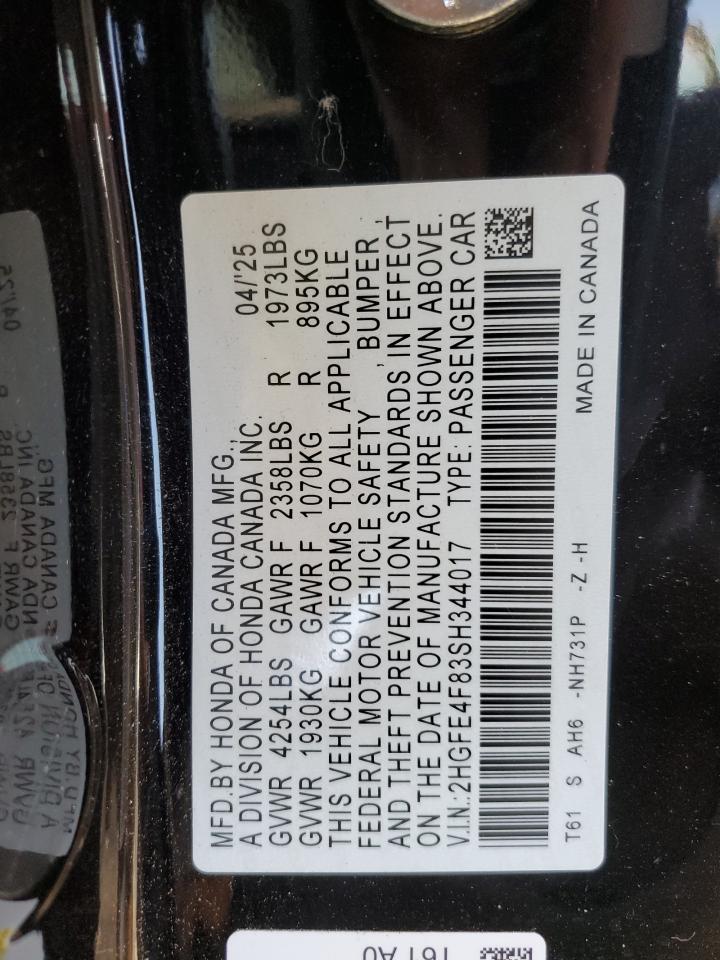 MFD.BY HONDA OF CANADA MFG., 04/'25
A DIVISION OF HONDA CANADA INC.
GVWR 4254LBS GAWR F 2358LBS R 1973LBS
GVWR 1930KG GAWR F 1070KG R 895KG
THIS VEHICLE CONFORMS TO ALL APPLICABLE
FEDERAL MOTOR VEHICLE SAFETY , BUMPER ,
AND THEFT PREVENTION STANDARDS IN EFFECT
ON THE DATE OF MANUFACTURE SHOWN ABOVE.
V.IN.:2HGFE4F83SH344017 TYPE: PASSENGER CAR
T61 S AH6 -NH731P -Z -H MADE IN CANADA